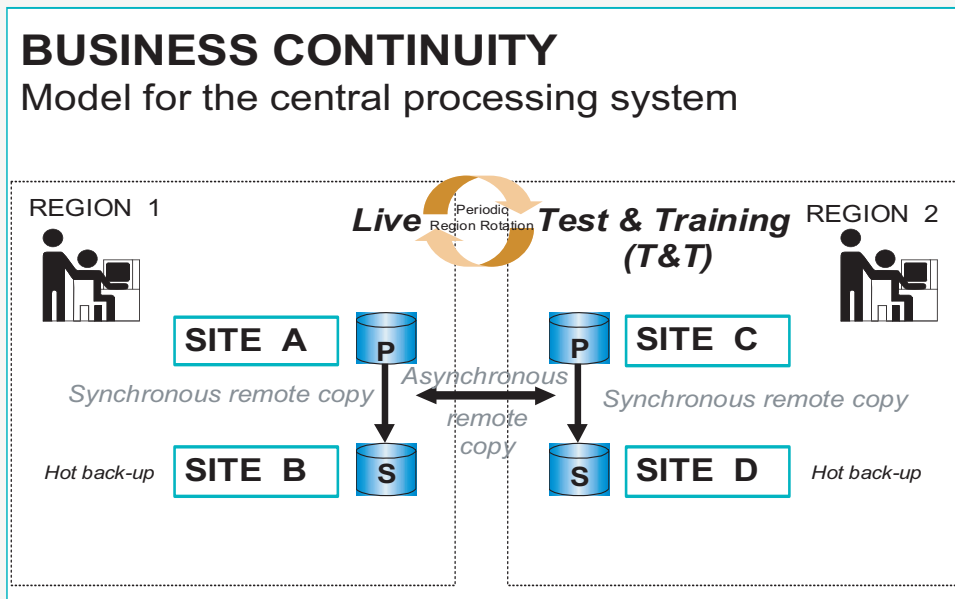 BUSINESS CONTINUITY
Model for the central processing system
REGION 1
Live
Periodic
Region Rotation
Test & Training
(T&T)
REGION 2
SITE A
P
P
SITE C
Synchronous remote copy
Asynchronous
remote
copy
Synchronous remote copy
Hot back-up
SITE B
S
S
SITE D
Hot back-up